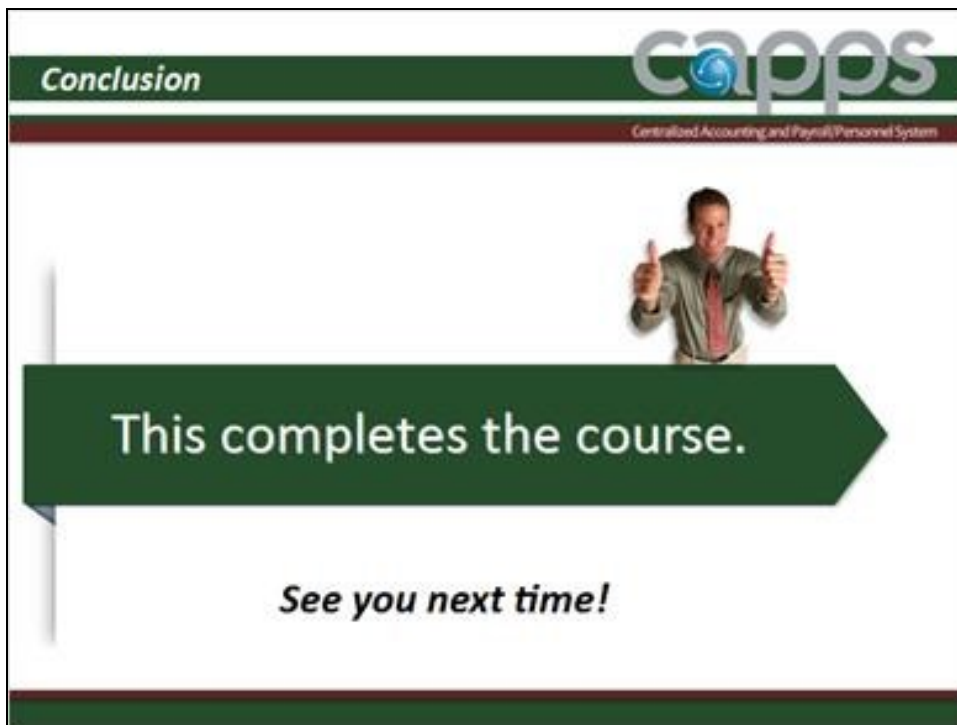 Conclusion
capps
Centralized Accounting and Payroll/Personnel System
This completes the course.
See you next time!